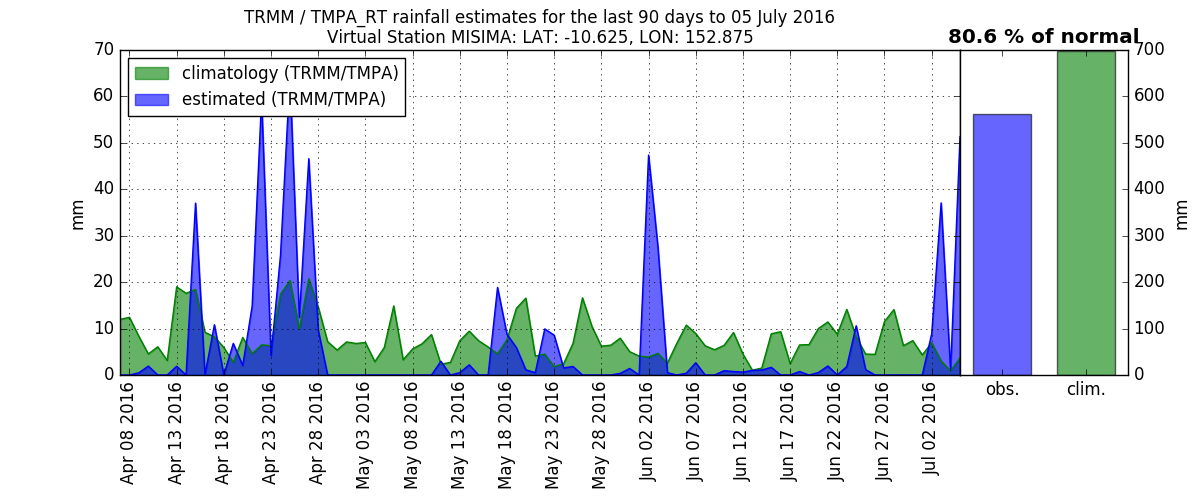 TRMM / TMPA_RT rainfall estimates for the last 90 days to 05 July 2016
Virtual Station MISIMA: LAT: -10.625, LON: 152.875
80.6 % of normal
climatology (TRMM/TMPA)
estimated (TRMM/TMPA)
70
60
50
40
30
20
10
0
mm
Apr 08 2016
Apr 13 2016
Apr 18 2016
Apr 23 2016
Apr 28 2016
May 03 2016
May 08 2016
May 13 2016
May 18 2016
May 23 2016
May 28 2016
Jun 02 2016
Jun 07 2016
Jun 12 2016
Jun 17 2016
Jun 22 2016
Jun 27 2016
Jul 02 2016
obs.
clim.
700
600
500
400
300
200
100
0
mm